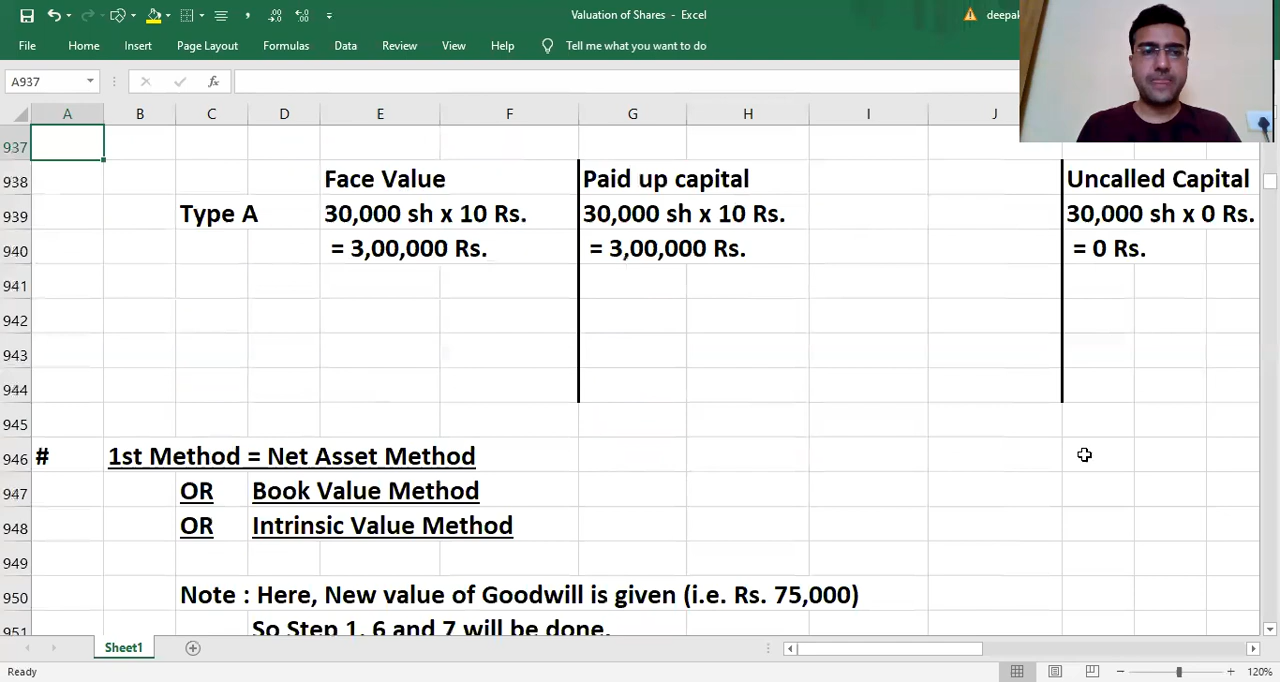 Valuation of Shares - Excel
deepak
File Home Insert Page Layout Formulas Data Review View Help Tell me what you want to do
A937
fx
A B C D E F G H I J
937
938 Face Value Paid up capital Uncalled Capital
939 Type A 30,000 sh x 10 Rs. 30,000 sh x 10 Rs. 30,000 sh x 0 Rs.
940 = 3,00,000 Rs. = 3,00,000 Rs. = 0 Rs.
941
942
943
944
945
946 # 1st Method = Net Asset Method
947 OR Book Value Method
948 OR Intrinsic Value Method
949
950 Note : Here, New value of Goodwill is given (i.e. Rs. 75,000)
951 So Step 1, 6 and 7 will be done.
Sheet1
Ready
120%